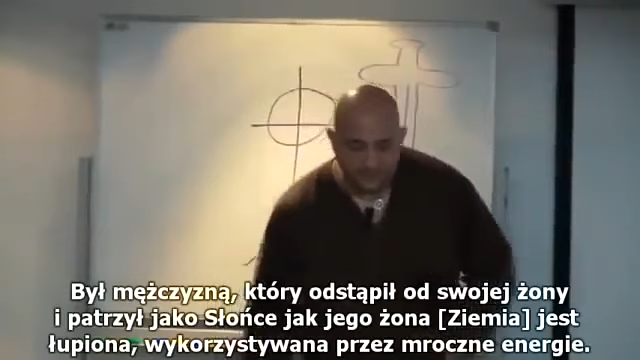 Był mężczyzną, który odstąpił od swojej żony
i patrzył jako Słońce jak jego żona [Ziemia] jest
łupiona, wykorzystywana przez mroczne energie.